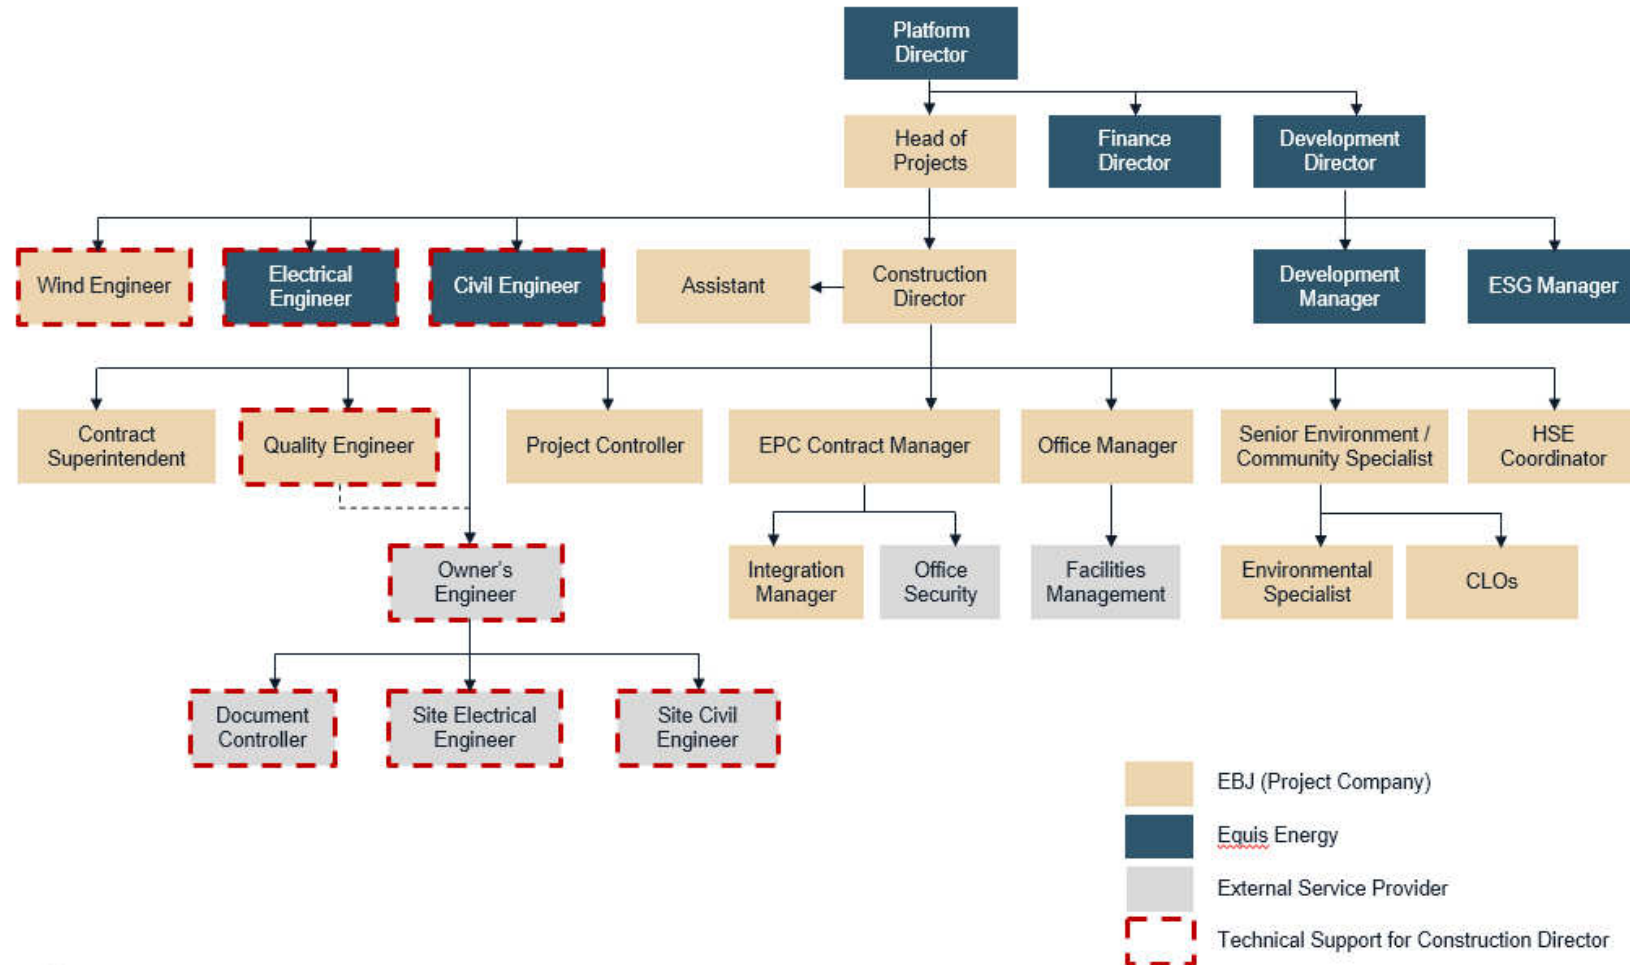 Platform
Director
Head of
Projects
Finance
Director
Development
Director
Wind Engineer
Electrical
Engineer
Civil Engineer
Assistant
Construction
Director
Development
Manager
ESG Manager
Contract
Superintendent
Quality Engineer
Project Controller
EPC Contract Manager
Office Manager
Senior Environment /
Community Specialist
HSE
Coordinator
Owner's
Engineer
Integration
Manager
Office
Security
Facilities
Management
Environmental
Specialist
CLOs
Document
Controller
Site Electrical
Engineer
Site Civil
Engineer
EBJ (Project Company)
Equis Energy
External Service Provider
Technical Support for Construction Director